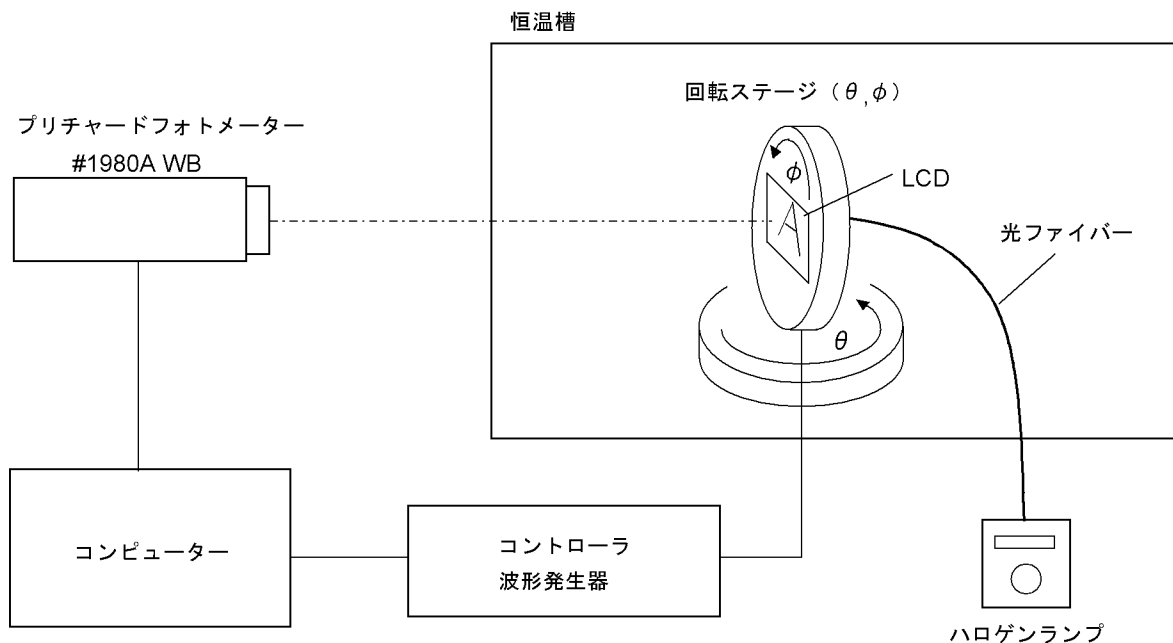 恒温槽
回転ステージ（θ,φ）
プリチャードフォトメーター
#1980A WB
φ
LCD
A
光ファイバー
θ
コンピューター
コントローラ
波形発生器
ハロゲンランプ